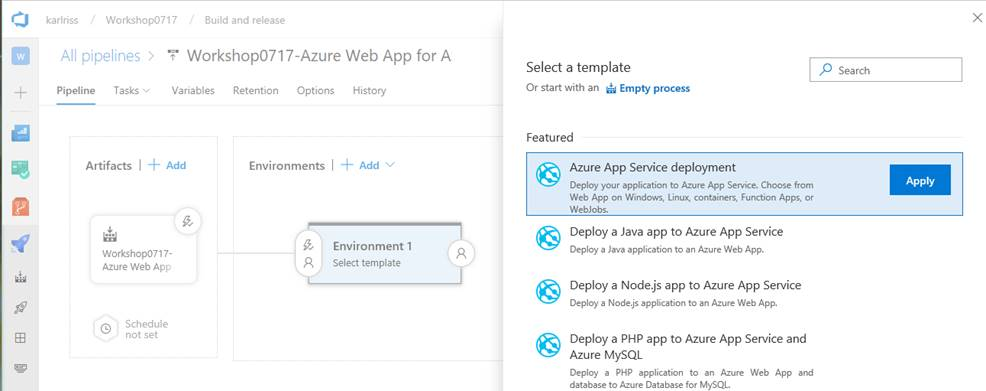 karlriss / Workshop0717 / Build and release
W
All pipelines > Workshop0717-Azure Web App for A
Pipeline Tasks Variables Retention Options History
Artifacts | + Add
Workshop0717-
Azure Web App
Schedule
not set
Environments | + Add
Environment 1
Select template
Select a template
Search
Or start with an Empty process
Featured
Azure App Service deployment
Deploy your application to Azure App Service. Choose from
Web App on Windows, Linux, containers, Function Apps, or
WebJobs.
Apply
Deploy a Java app to Azure App Service
Deploy a Java application to an Azure Web App.
Deploy a Node.js app to Azure App Service
Deploy a Node.js application to an Azure Web App.
Deploy a PHP app to Azure App Service and
Azure MySQL
Deploy a PHP application to an Azure Web App and
database to Azure Database for MySQL.